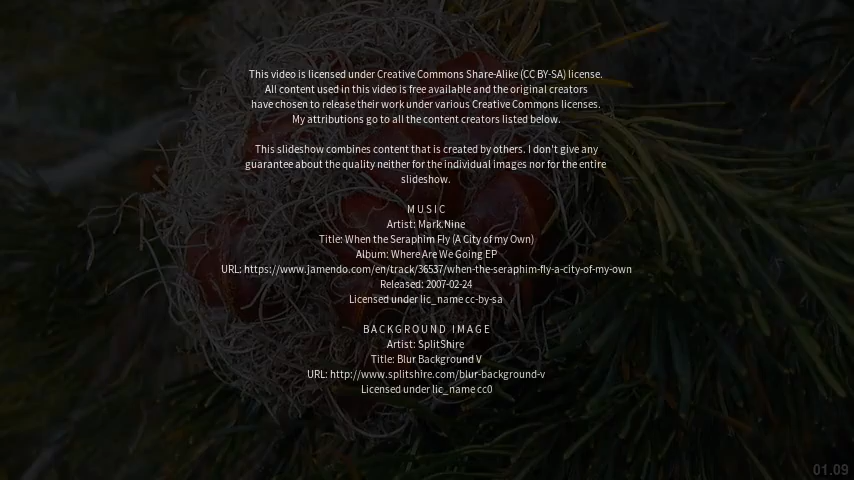 This video is licensed under Creative Commons Share-Alike (CC BY-SA) license.
All content used in this video is free available and the original creators
have chosen to release their work under various Creative Commons licenses.
My attributions go to all the content creators listed below.
This slideshow combines content that is created by others. I don't give any
guarantee about the quality neither for the individual images nor for the entire
slideshow.
MUSIC
Artist: Mark.Nine
Title: When the Seraphim Fly (A City of my Own)
Album: Where Are We Going EP
URL: https://www.jamendo.com/en/track/36537/when-the-seraphim-fly-a-city-of-my-own
Released: 2007-02-24
Licensed under lic_name cc-by-sa
BACKGROUND IMAGE
Artist: SplitShire
Title: Blur Background V
URL: http://www.splitshire.com/blur-background-v
Licensed under lic_name cc0
01.09